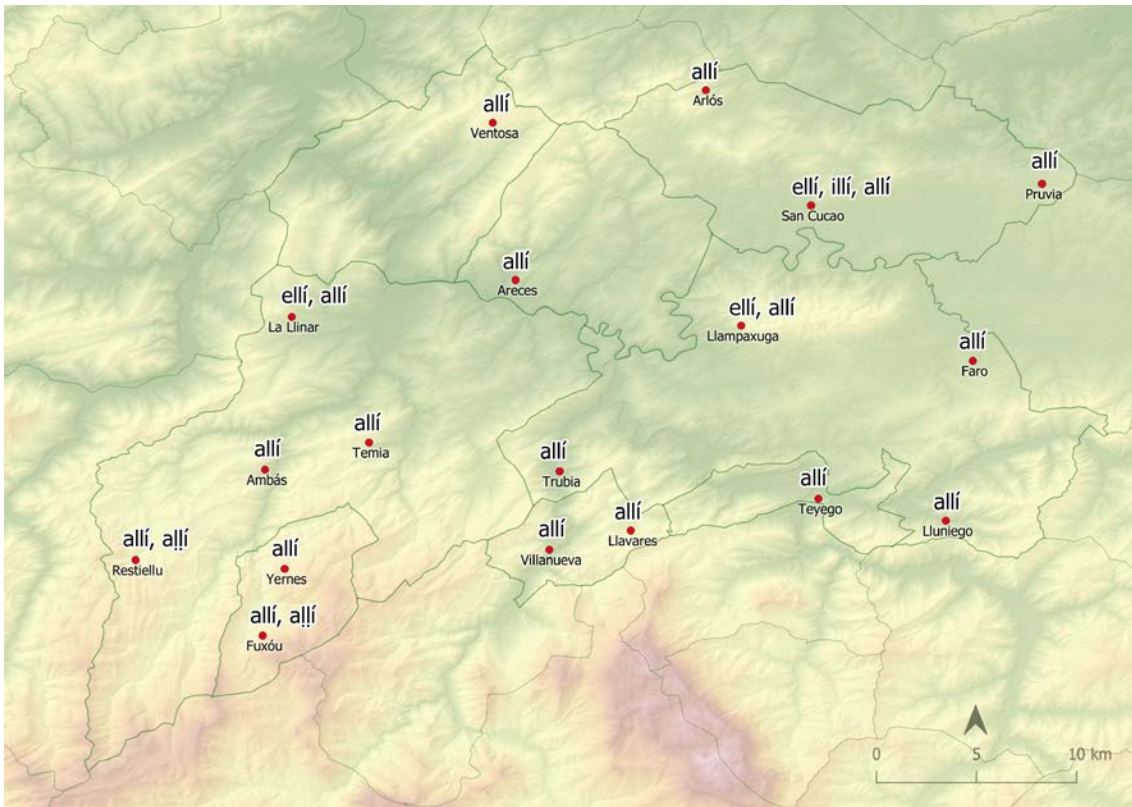 allí
Arlós
allí
Ventosa
allí
Pruvia
ellí, illí, allí
San Cucao
allí
Areces
ellí, allí
La Llinar
ellí, allí
Llampaxuga
allí
Faro
allí
Temia
allí
Ambás
allí
Trubia
allí
Teyego
allí
Lluniego
allí
Llavares
allí
Villanueva
allí, aḷḷí
Restiellu
allí
Yernes
allí, aḷḷí
Fuxóu
0 5 10 km